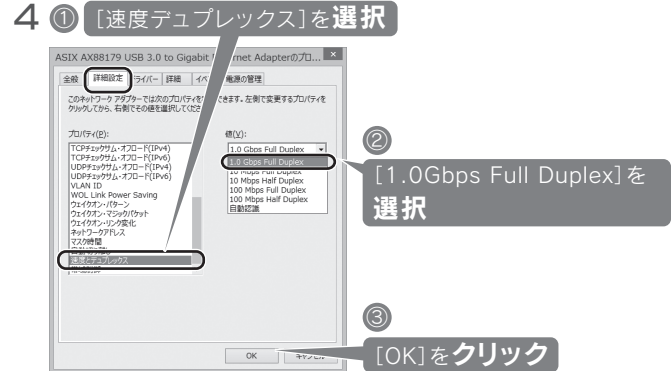 4 ① [速度デュプレックス]を選択
ASIX AX88179 USB 3.0 to Gigabit Ethernet Adapterのプロ... ×
全般 詳細設定 ドライバー 詳細 イベ 電源の管理
このネットワーク アダプターでは次のプロパティを できます。左側で変更するプロパティを
クリックしてから、右側でその値を選択してくだ
プロパティ(P):
TCPチェックサム・オフロード(IPv4)
TCPチェックサム・オフロード(IPv6)
UDPチェックサム・オフロード(IPv4)
UDPチェックサム・オフロード(IPv6)
VLAN ID
WOL Link Power Saving
ウェイクオン・パターン
ウェイクオン・マジックパケット
ウェイクオン・リンク変化
ネットワークアドレス
マスク時間
速度とデュプレックス
値(V):
1.0 Gbps Full Duplex
1.0 Gbps Full Duplex
10 Mbps Full Duplex
10 Mbps Half Duplex
100 Mbps Full Duplex
100 Mbps Half Duplex
自動認識
②
[1.0Gbps Full Duplex]を
選択
③
[OK]をクリック
OK キャンセル